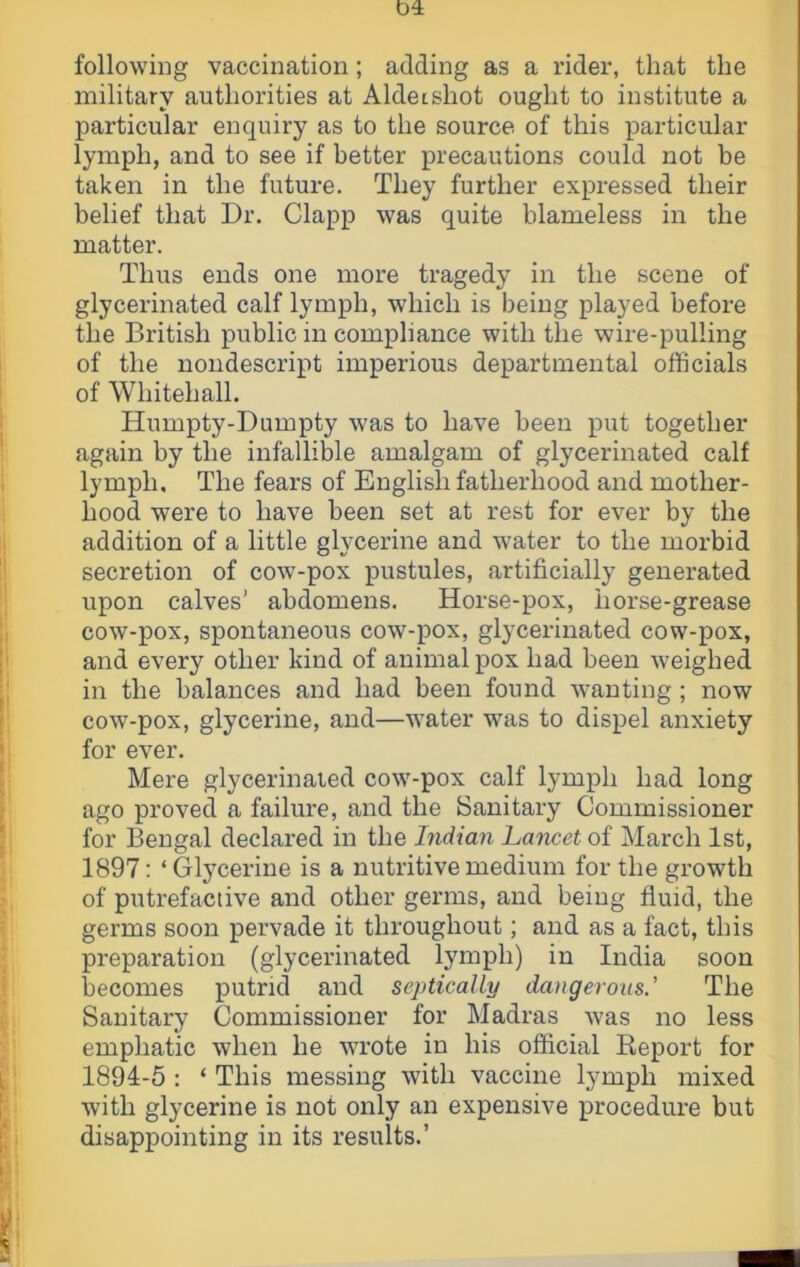 64
following vaccination; adding as a rider, that the
military authorities at Aldershot ought to institute a
particular enquiry as to the source of this particular
lymph, and to see if better precautions could not be
taken in the future. They further expressed their
belief that Dr. Clapp was quite blameless in the
matter.
Thus ends one more tragedy in the scene of
glycerinated calf lymph, which is being played before
the British public in compliance with the wire-pulling
of the nondescript imperious departmental officials
of Whitehall.
Humpty-Dumpty was to have been put together
again by the infallible amalgam of glycerinated calf
lymph. The fears of English fatherhood and mother-
hood were to have been set at rest for ever by the
addition of a little glycerine and water to the morbid
secretion of cow-pox pustules, artificially generated
upon calves' abdomens. Horse-pox, horse-grease
cow-pox, spontaneous cow-pox, glycerinated cow-pox,
and every other kind of animal pox had been weighed
in the balances and had been found wanting; now
cow-pox, glycerine, and—water was to dispel anxiety
for ever.
Mere glycerinated cow-pox calf lymph had long
ago proved a failure, and the Sanitary Commissioner
for Bengal declared in the Indian Lancet of March 1st,
1897: ‘Glycerine is a nutritive medium for the growth
of putrefactive and other germs, and being fluid, the
germs soon pervade it throughout; and as a fact, this
preparation (glycerinated lymph) in India soon
becomes putrid and septically dangerous.’ The
Sanitary Commissioner for Madras was no less
emphatic when he wrote in his official Report for
1894-5: ‘This messing with vaccine lymph mixed
with glycerine is not only an expensive procedure but
disappointing in its results.’